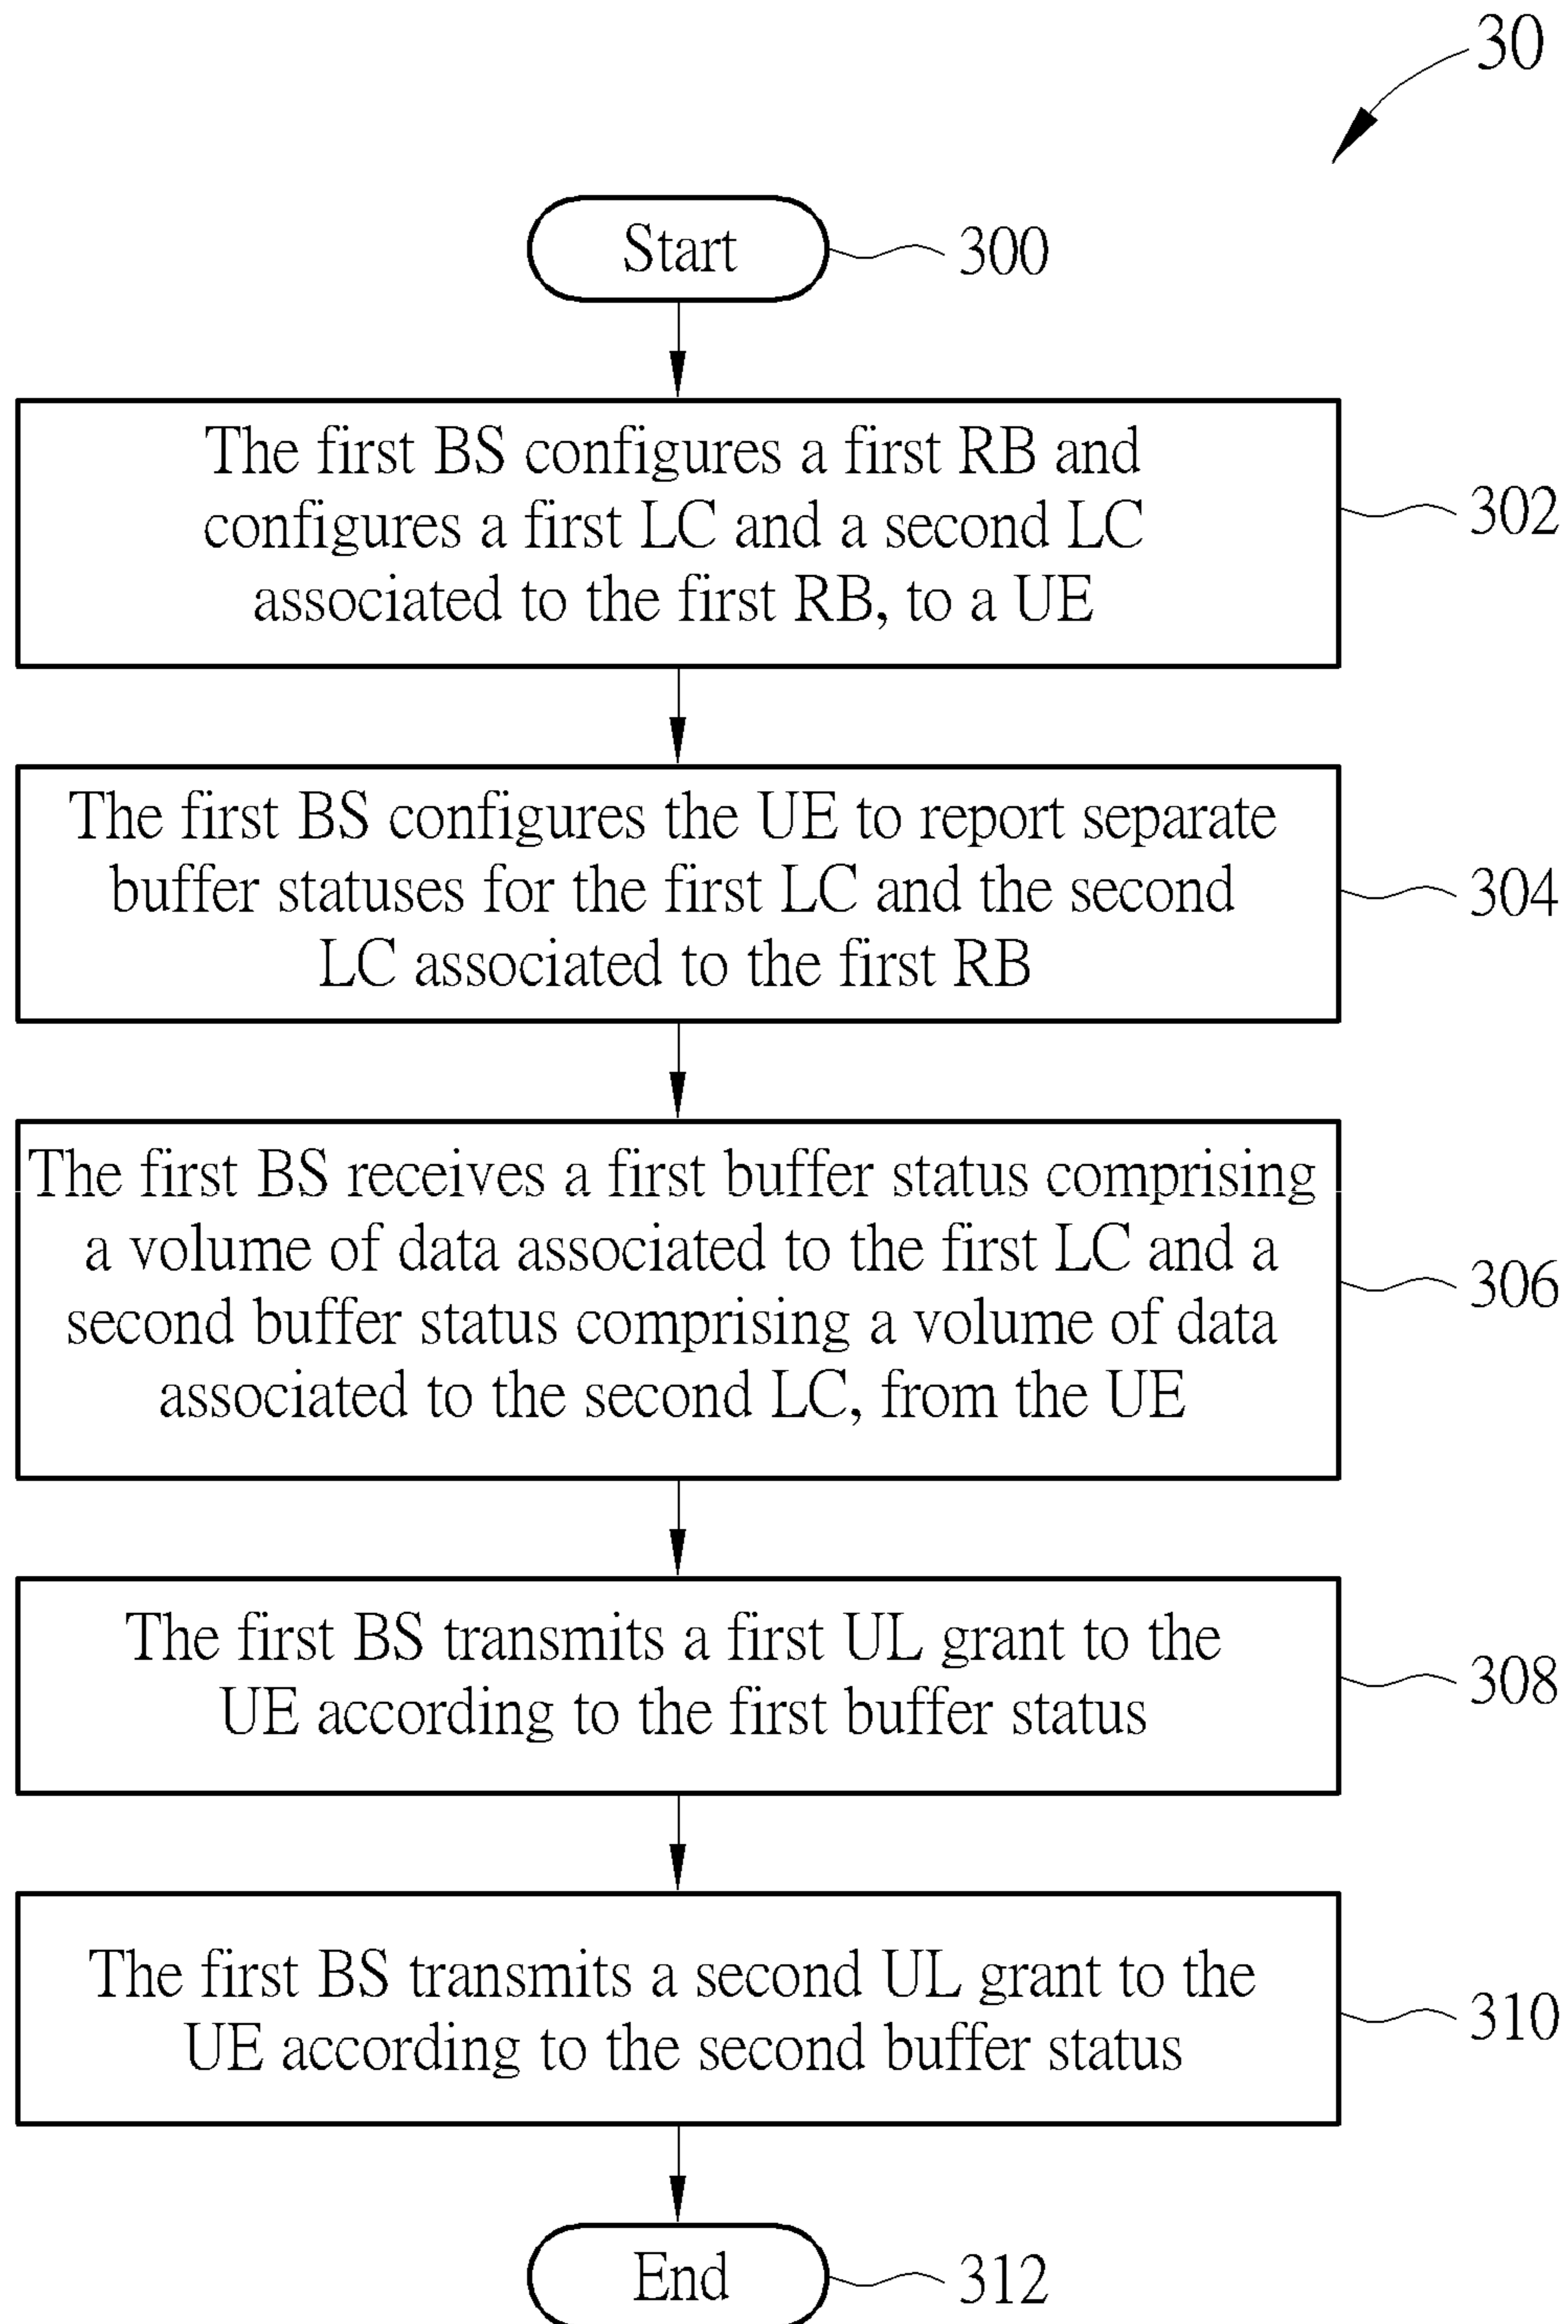 30
Start
300
The first BS configures a first RB and
configures a first LC and a second LC
associated to the first RB, to a UE
302
The first BS configures the UE to report separate
buffer statuses for the first LC and the second
LC associated to the first RB
304
The first BS receives a first buffer status comprising
a volume of data associated to the first LC and a
second buffer status comprising a volume of data
associated to the second LC, from the UE
306
The first BS transmits a first UL grant to the
UE according to the first buffer status
308
The first BS transmits a second UL grant to the
UE according to the second buffer status
310
End
312